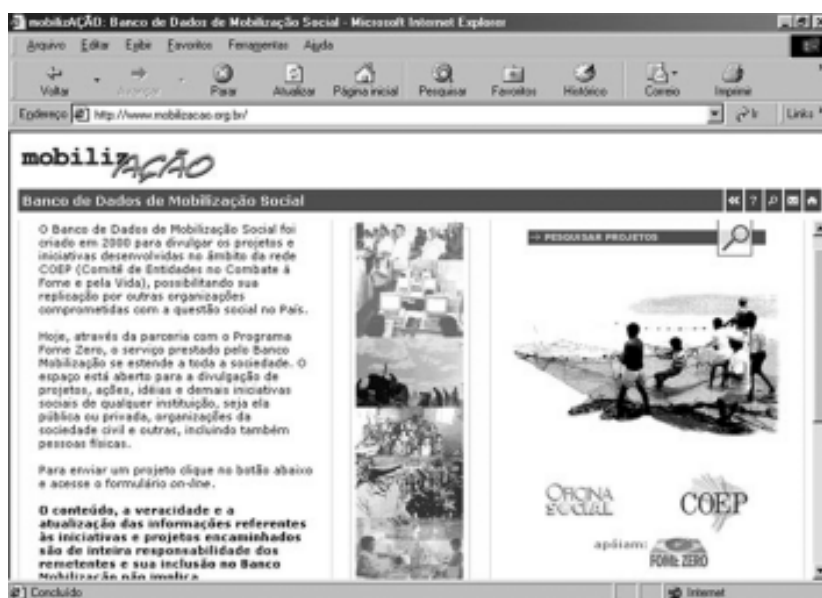 mobilizAÇÃO: Banco de Dados de Mobilização Social - Microsoft Internet Explorer
Arquivo Editar Exibir Favoritos Ferramentas Ajuda
Voltar Avançar Parar Atualizar Página inicial Pesquisar Favoritos Histórico Correio Imprimir
Endereço http://www.mobilizacao.org.br/ Ir Links
mobilizAÇÃO
Banco de Dados de Mobilização Social
O Banco de Dados de Mobilização Social foi
criado em 2000 para divulgar os projetos e
iniciativas desenvolvidas no âmbito da rede
COEP (Comitê de Entidades no Combate à
Fome e pela Vida), possibilitando sua
replicação por outras organizações
comprometidas com a questão social no País.
Hoje, através da parceria com o Programa
Fome Zero, o serviço prestado pelo Banco
Mobilização se estende a toda a sociedade. O
espaço está aberto para a divulgação de
projetos, ações, idéias e demais iniciativas
sociais de qualquer instituição, seja ela
pública ou privada, organizações da
sociedade civil e outras, incluindo também
pessoas físicas.
Para enviar um projeto clique no botão abaixo
e acesse o formulário on-line.
O conteúdo, a veracidade e a
atualização das informações referentes
às iniciativas e projetos encaminhados
são de inteira responsabilidade dos
remetentes e sua inclusão no Banco
Mobilização não implica
PESQUISAR PROJETOS
OFICINA
SOCIAL
COEP
apóiam:
FOME ZERO
Concluído
Internet